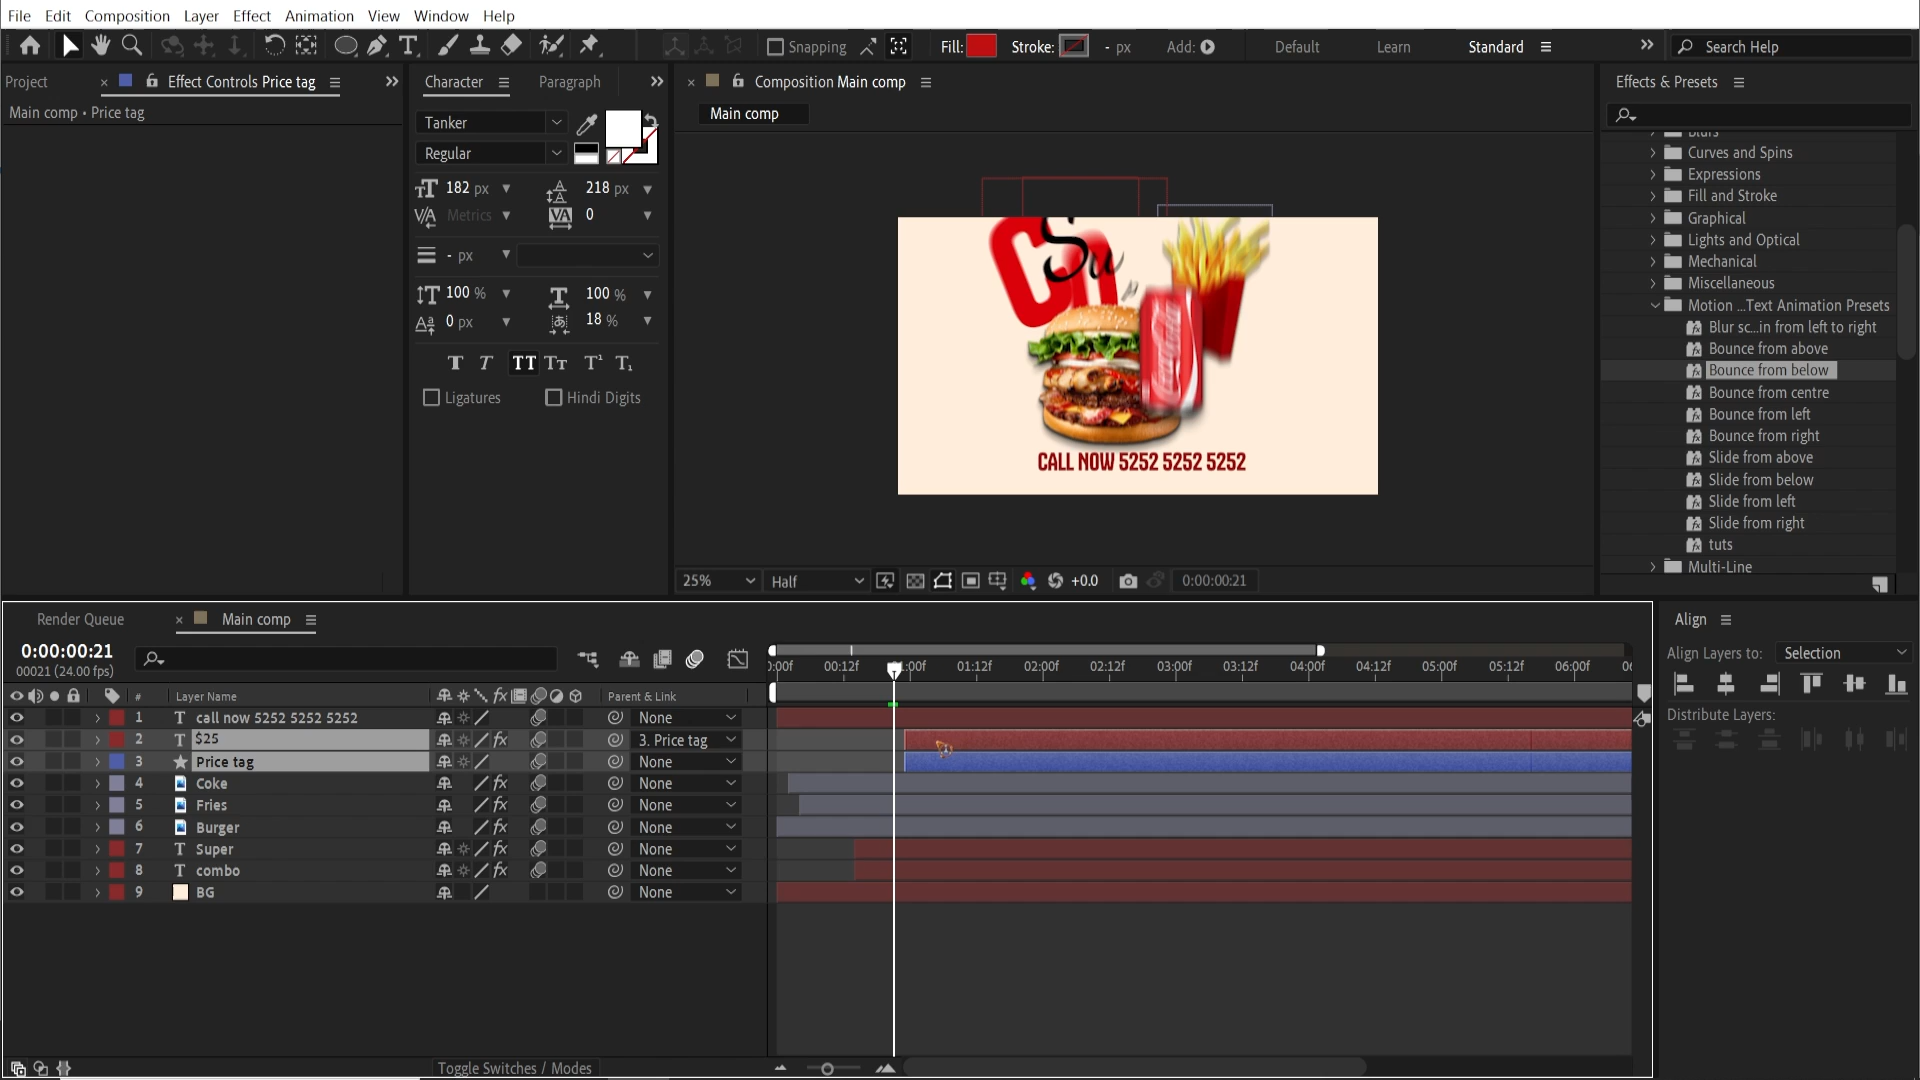 File Edit Composition Layer Effect Animation View Window Help
Snapping Fill: Stroke: - px Add: Default Learn Standard Search Help
Project Effect Controls Price tag
Main comp • Price tag
Character Paragraph
Tanker
Regular
182 px 218 px
Metrics 0
- px
100 % 100 %
0 px 18 %
Ligatures Hindi Digits
Composition Main comp
Main comp
Su
CALL NOW 5252 5252 5252
25% Half +0.0 0:00:00:21
Effects & Presets
Blurs
Curves and Spins
Expressions
Fill and Stroke
Graphical
Lights and Optical
Mechanical
Miscellaneous
Motion ...Text Animation Presets
Blur sc...in from left to right
Bounce from above
Bounce from below
Bounce from centre
Bounce from left
Bounce from right
Slide from above
Slide from below
Slide from left
Slide from right
tuts
Multi-Line
Render Queue Main comp
0:00:00:21
00021 (24.00 fps)
:00f 00:12f 01:00f 01:12f 02:00f 02:12f 03:00f 03:12f 04:00f 04:12f 05:00f 05:12f 06:00f
# Layer Name Parent & Link
1 T call now 5252 5252 5252 None
2 T $25 3. Price tag
3 Price tag None
4 Coke None
5 Fries None
6 Burger None
7 T Super None
8 T combo None
9 BG None
Toggle Switches / Modes
Align
Align Layers to: Selection
Distribute Layers: